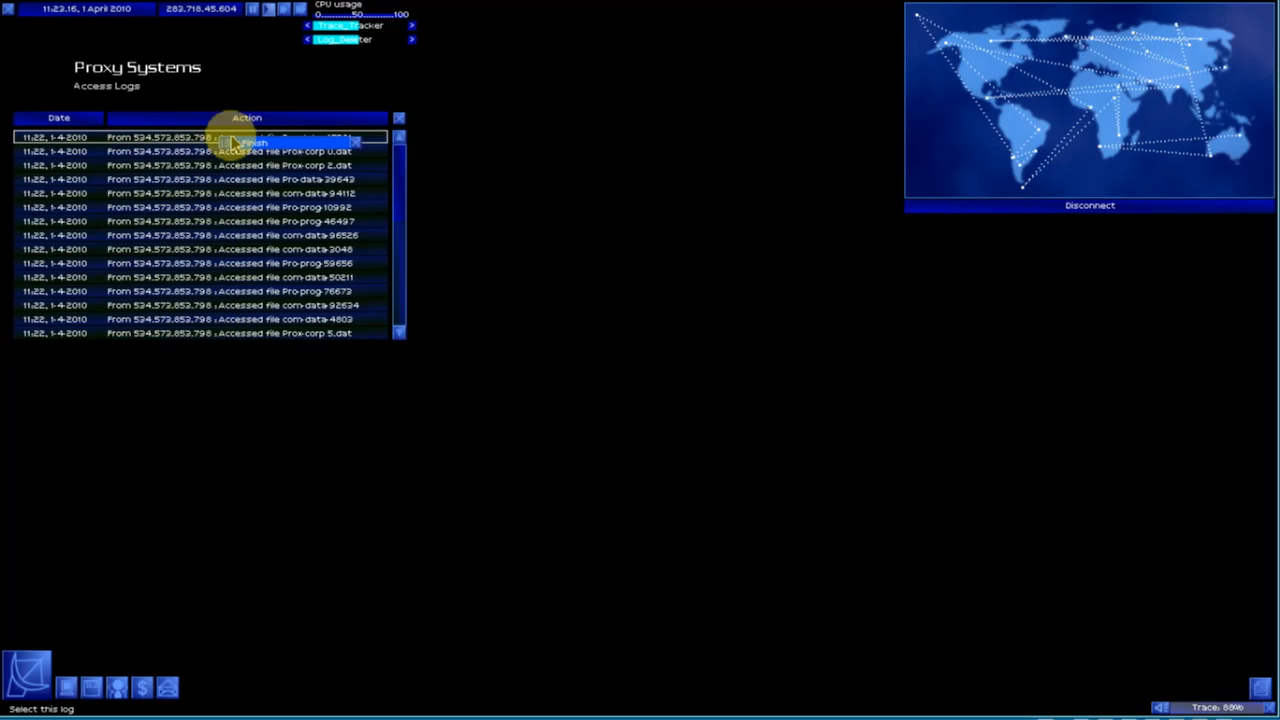 11:23.16, 1 April 2010
283.718.45.604
CPU usage
0..........50..........100
< Trace_Tracker >
< Log_Deleter >
Proxy Systems
Access Logs
Date
Action
11:22, 1-4-2010 From 534.573.853.798 :
Finish
11:22, 1-4-2010 From 534.573.853.798 : Accessed file Prox-corp 0.dat
11:22, 1-4-2010 From 534.573.853.798 : Accessed file Prox-corp 2.dat
11:22, 1-4-2010 From 534.573.853.798 : Accessed file Pro-data-39643
11:22, 1-4-2010 From 534.573.853.798 : Accessed file com-data-94112
11:22, 1-4-2010 From 534.573.853.798 : Accessed file Pro-prog-10992
11:22, 1-4-2010 From 534.573.853.798 : Accessed file Pro-prog-46497
11:22, 1-4-2010 From 534.573.853.798 : Accessed file com-data-96526
11:22, 1-4-2010 From 534.573.853.798 : Accessed file com-data-3048
11:22, 1-4-2010 From 534.573.853.798 : Accessed file Pro-prog-59656
11:22, 1-4-2010 From 534.573.853.798 : Accessed file com-data-50211
11:22, 1-4-2010 From 534.573.853.798 : Accessed file Pro-prog-76673
11:22, 1-4-2010 From 534.573.853.798 : Accessed file com-data-92634
11:22, 1-4-2010 From 534.573.853.798 : Accessed file com-data-4803
11:22, 1-4-2010 From 534.573.853.798 : Accessed file Prox-corp 5.dat
Disconnect
Select this log
Trace: 88%